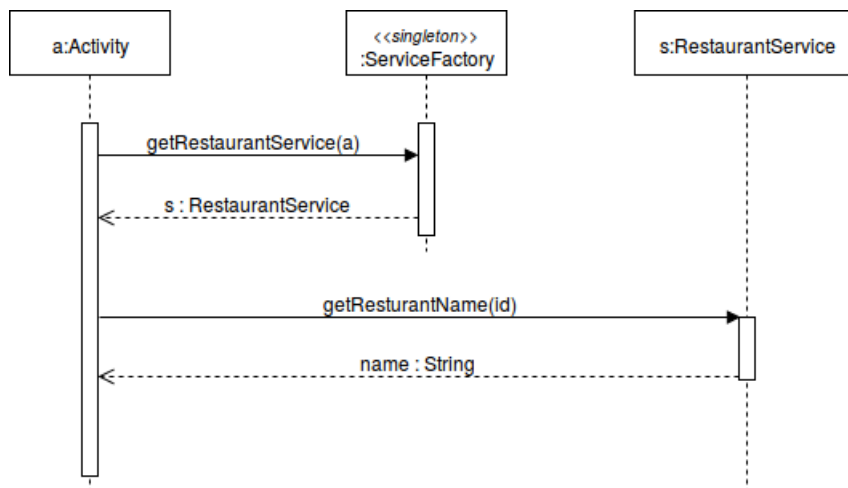 a:Activity
<<singleton>>
:ServiceFactory
s:RestaurantService
getRestaurantService(a)
s : RestaurantService
getResturantName(id)
name : String